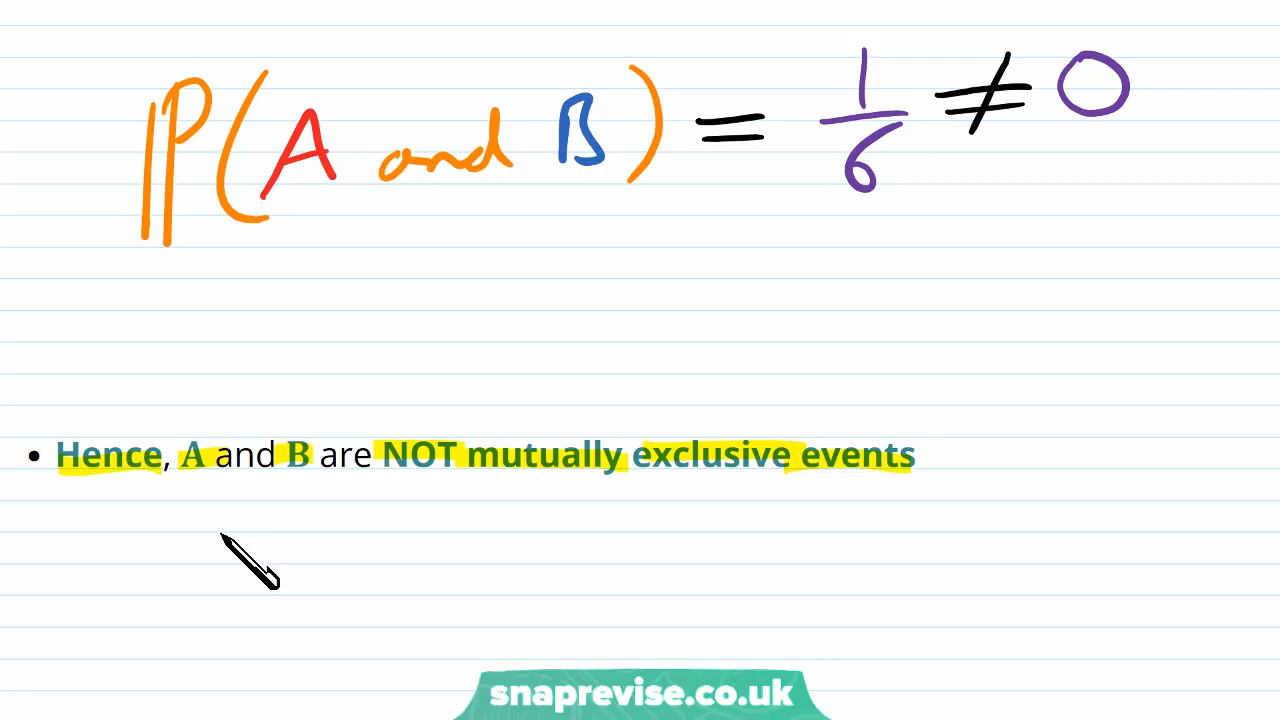 ℙ(A and B) = 1/6 ≠ 0
• Hence, A and B are NOT mutually exclusive events
snaprevise.co.uk